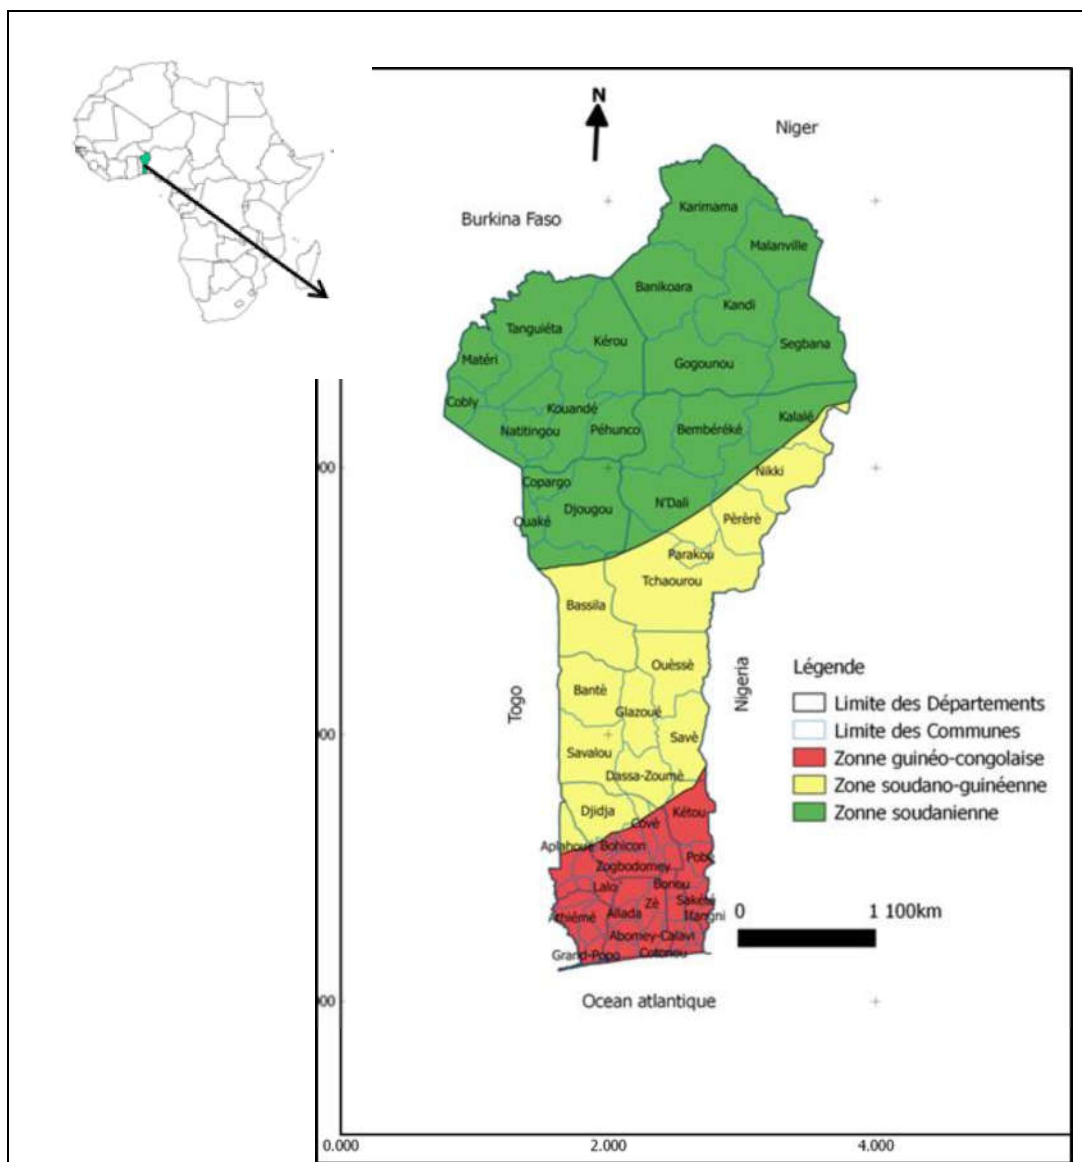 N
Niger
Burkina Faso
Karimama
Malanville
Banikoara
Kandi
Tanguiéta
Kérou
Segbana
Matéri
Gogounou
Cobly
Kouandé
Kalalé
Natitingou
Péhunco
Bembéréké
00
Nikki
Copargo
Djougou
N'Dali
Ouaké
Pèrèrè
Parakou
Tchaourou
Bassila
Ouèssè
Légende
Togo
Bantè
Nigeria
Limite des Départements
Glazoué
Limite des Communes
00
Savè
Savalou
Zonne guinéo-congolaise
Dassa-Zoumè
Zone soudano-guinéenne
Djidja
Kétou
Zonne soudanienne
Covè
Aplahoué
Bohicon
Pobè
Zogbodomey
Lalo
Bonou
Zè
Sakété
0
1 100km
Athiémé
Allada
Ifangni
Abomey-Calavi
Grand-Popo
Cotonou
00
Ocean atlantique
0.000
2.000
4.000